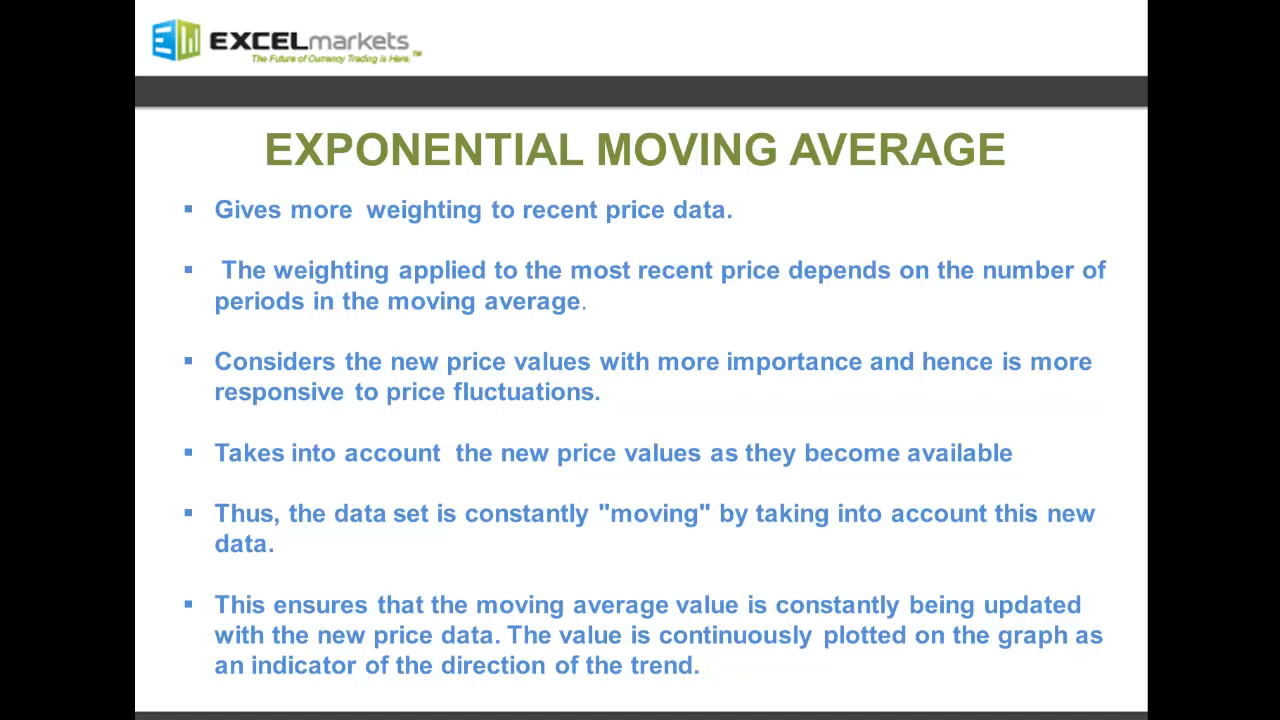 EXCELmarkets
The Future of Currency Trading is Here.™
EXPONENTIAL MOVING AVERAGE
▪ Gives more weighting to recent price data.
▪ The weighting applied to the most recent price depends on the number of
periods in the moving average.
▪ Considers the new price values with more importance and hence is more
responsive to price fluctuations.
▪ Takes into account the new price values as they become available
▪ Thus, the data set is constantly "moving" by taking into account this new
data.
▪ This ensures that the moving average value is constantly being updated
with the new price data. The value is continuously plotted on the graph as
an indicator of the direction of the trend.